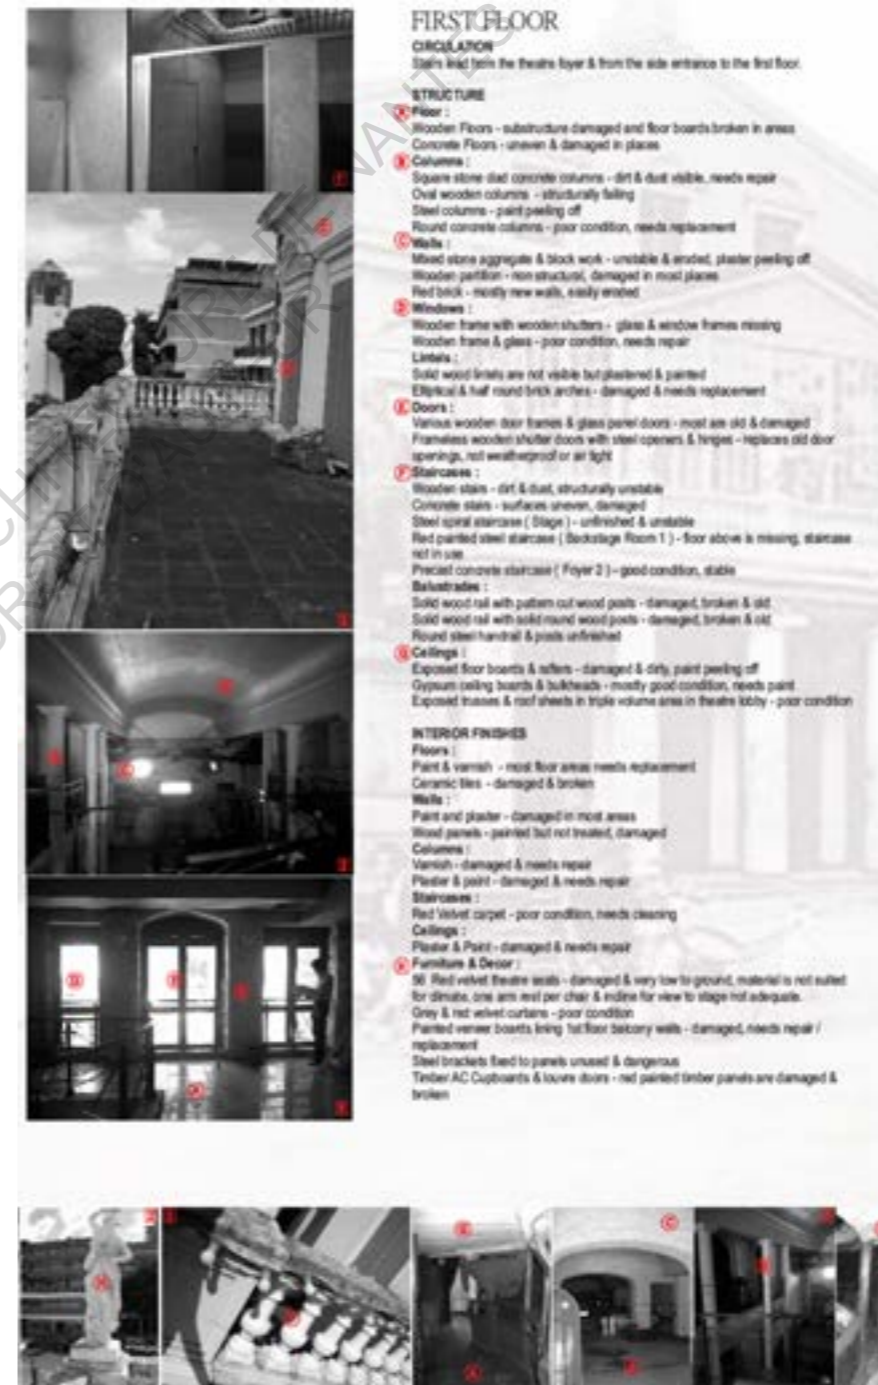 FIRST FLOOR
CIRCULATION
Stairs lead from the theatre foyer & from the side entrance to the first floor.
STRUCTURE
A Floor :
Wooden Floors - substructure damaged and floor boards broken in areas
Concrete Floors - uneven & damaged in places
B Columns :
Square stone clad concrete columns - dirt & dust visible, needs repair
Oval wooden columns - structurally failing
Steel columns - paint peeling off
Round concrete columns - poor condition, needs replacement
C Walls :
Mixed stone aggregate & block work - unstable & eroded, plaster peeling off
Wooden partition - non structural, damaged in most places
Red brick - mostly new walls, easily eroded
D Windows :
Wooden frame with wooden shutters - glass & window frames missing
Wooden frame & glass - poor condition, needs repair
Lintels :
Solid wood lintels are not visible but plastered & painted
Elliptical & half round brick arches - damaged & needs replacement
E Doors :
Various wooden door frames & glass panel doors - most are old & damaged
Frameless wooden shutter doors with steel openers & hinges - replaces old door
openings, not weatherproof or air tight
F Staircases :
Wooden stairs - dirt & dust, structurally unstable
Concrete stairs - surfaces uneven, damaged
Steel spiral staircase ( Stage ) - unfinished & unstable
Red painted steel staircase ( Backstage Room 1 ) - floor above is missing, staircase
not in use
Precast concrete staircase ( Foyer 2 ) - good condition, stable
Balustrades :
Solid wood rail with pattern cut wood posts - damaged, broken & old
Solid wood rail with solid round wood posts - damaged, broken & old
Round steel handrail & posts unfinished
G Ceilings :
Exposed floor boards & rafters - damaged & dirty, paint peeling off
Gypsum ceiling boards & bulkheads - mostly good condition, needs paint
Exposed trusses & roof sheets in triple volume area in theatre lobby - poor condition
INTERIOR FINISHES
Floors :
Paint & varnish - most floor areas needs replacement
Ceramic tiles - damaged & broken
Walls :
Paint and plaster - damaged in most areas
Wood panels - painted but not treated, damaged
Columns :
Varnish - damaged & needs repair
Plaster & paint - damaged & needs repair
Staircases :
Red Velvet carpet - poor condition, needs cleaning
Ceilings :
Plaster & Paint - damaged & needs repair
Furniture & Decor :
56 Red velvet theatre seats - damaged & very low to ground, material is not suited
for climate, one arm rest per chair & incline for view to stage not adequate.
Grey & red velvet curtains - poor condition
Painted veneer boards lining 1st floor balcony walls - damaged, needs repair /
replacement
Steel brackets fixed to panels unused & dangerous
Timber AC Cupboards & louvre doors - red painted timber panels are damaged &
broken